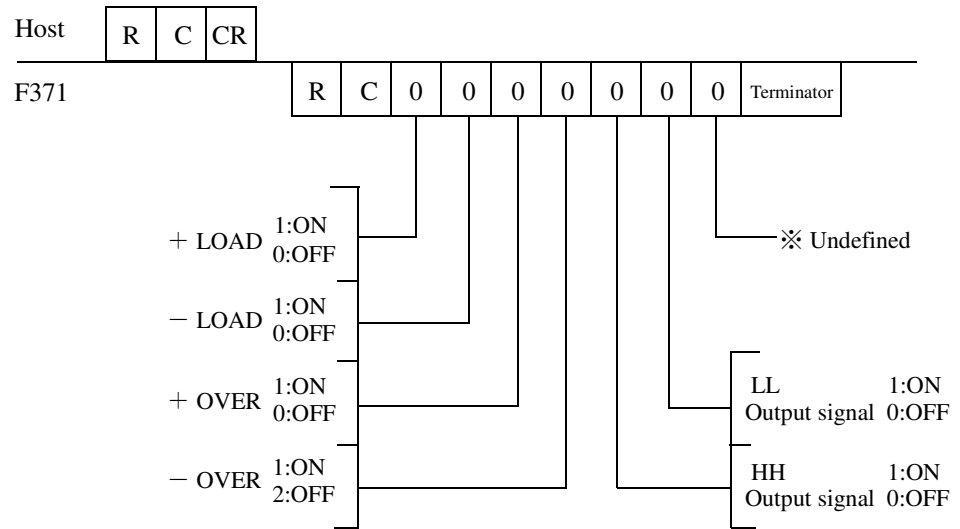 Host R C CR
F371 R C 0 0 0 0 0 0 0 Terminator
+ LOAD 1:ON
0:OFF
※ Undefined
− LOAD 1:ON
0:OFF
+ OVER 1:ON
0:OFF
LL 1:ON
Output signal 0:OFF
− OVER 1:ON
2:OFF
HH 1:ON
Output signal 0:OFF